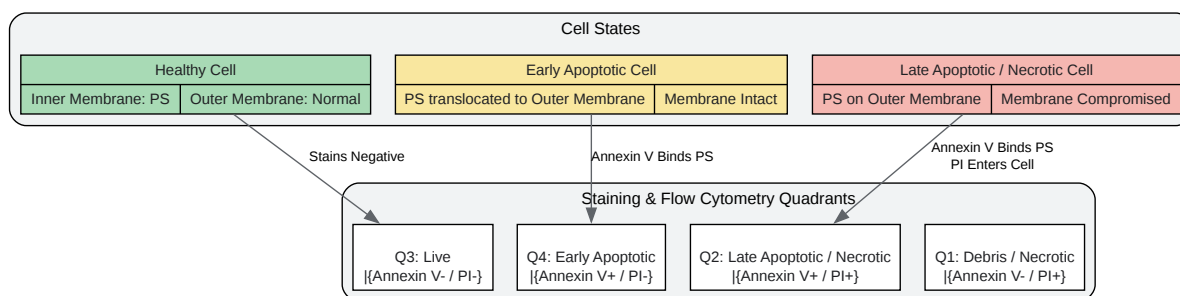 Cell States
Healthy Cell
Inner Membrane: PS
Outer Membrane: Normal
Early Apoptotic Cell
PS translocated to Outer Membrane
Membrane Intact
Late Apoptotic / Necrotic Cell
PS on Outer Membrane
Membrane Compromised
Stains Negative
Annexin V Binds PS
Annexin V Binds PS
PI Enters Cell
Staining & Flow Cytometry Quadrants
Q3: Live
|{Annexin V- / PI-}
Q4: Early Apoptotic
|{Annexin V+ / PI-}
Q2: Late Apoptotic / Necrotic
|{Annexin V+ / PI+}
Q1: Debris / Necrotic
|{Annexin V- / PI+}